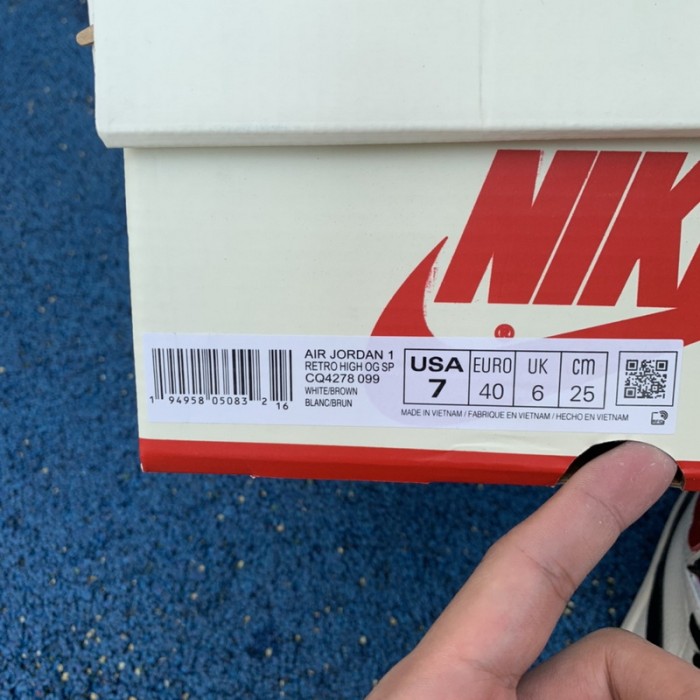 NIK
AIR JORDAN 1
RETRO HIGH OG SP
CQ4278 099
WHITE/BROWN
BLANC/BRUN
1 94958 05083 2 16
USA EURO UK cm
7 40 6 25
MADE IN VIETNAM / FABRIQUE EN VIETNAM / HECHO EN VIETNAM